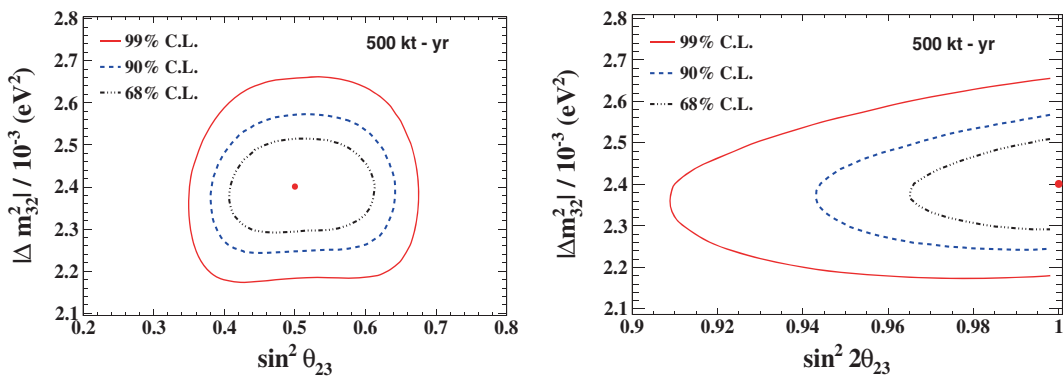 2.8
2.7
2.6
2.5
2.4
2.3
2.2
2.1
|Δ m²₃₂| / 10⁻³ (eV²)
99% C.L.
90% C.L.
68% C.L.
500 kt - yr
0.2 0.3 0.4 0.5 0.6 0.7 0.8
sin² θ₂₃
2.8
2.7
2.6
2.5
2.4
2.3
2.2
2.1
|Δm²₃₂| / 10⁻³ (eV²)
99% C.L.
90% C.L.
68% C.L.
500 kt - yr
0.9 0.92 0.94 0.96 0.98 1
sin² 2θ₂₃